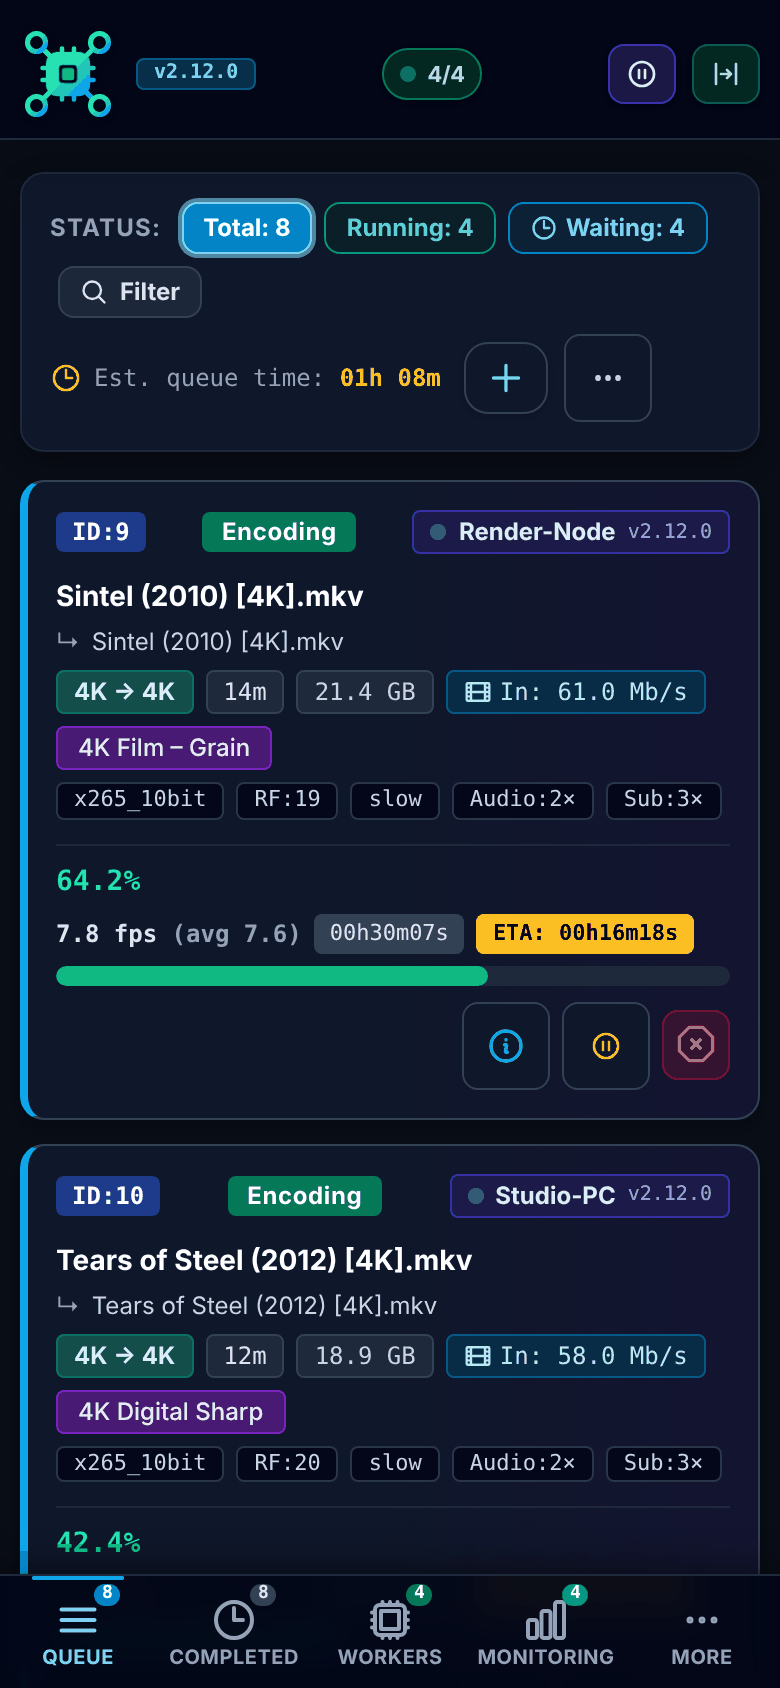 v2.12.0
4/4
STATUS: Total: 8 Running: 4 Waiting: 4
Filter
Est. queue time: 01h 08m
ID:9 Encoding Render-Node v2.12.0
Sintel (2010) [4K].mkv
↳ Sintel (2010) [4K].mkv
4K → 4K 14m 21.4 GB In: 61.0 Mb/s
4K Film – Grain
x265_10bit RF:19 slow Audio:2× Sub:3×
64.2%
7.8 fps (avg 7.6) 00h30m07s ETA: 00h16m18s
ID:10 Encoding Studio-PC v2.12.0
Tears of Steel (2012) [4K].mkv
↳ Tears of Steel (2012) [4K].mkv
4K → 4K 12m 18.9 GB In: 58.0 Mb/s
4K Digital Sharp
x265_10bit RF:20 slow Audio:2× Sub:3×
42.4%
8 8 4 4
QUEUE COMPLETED WORKERS MONITORING MORE